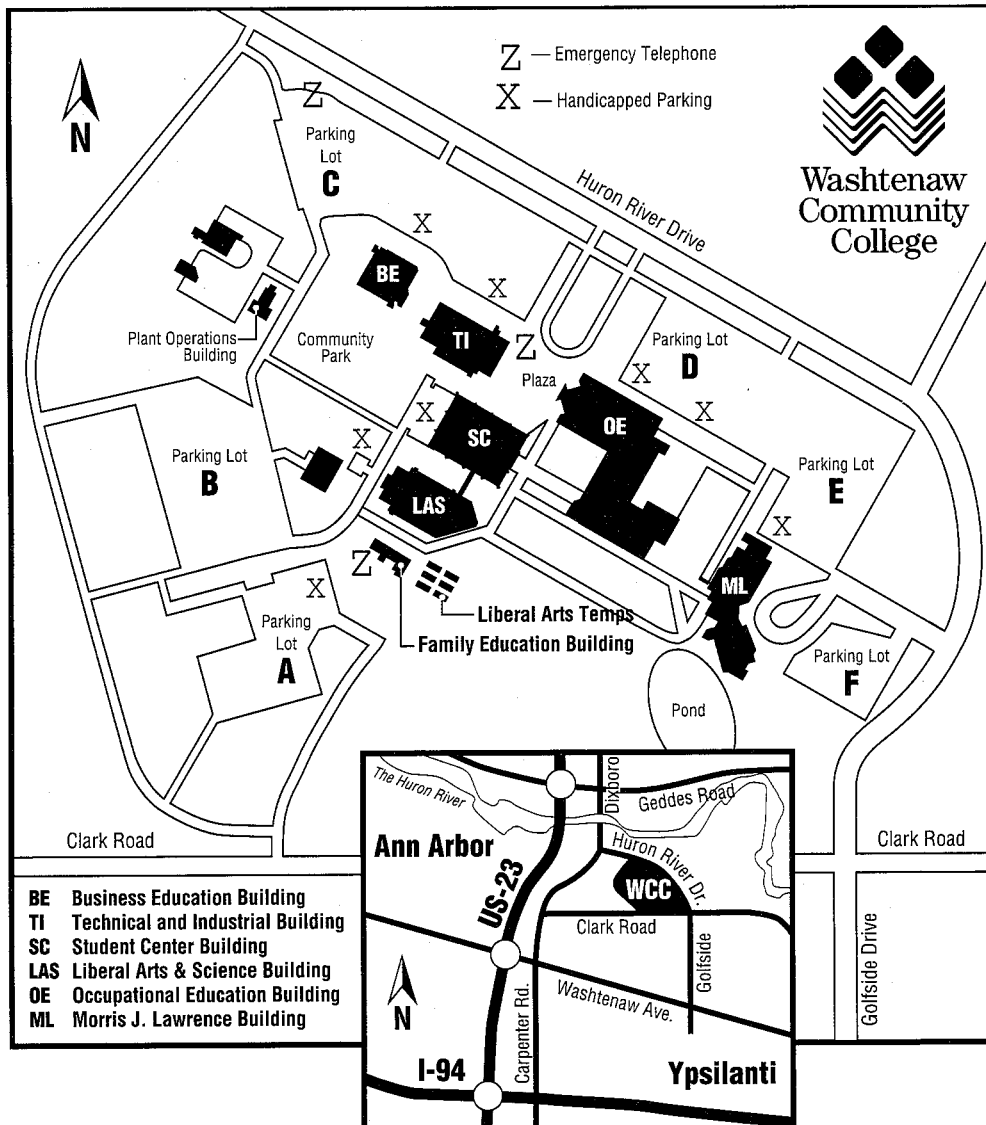 Z — Emergency Telephone
X — Handicapped Parking
Washtenaw
Community
College
N
Z
Parking
Lot
C
Huron River Drive
X
BE
X
TI
Z
Plant Operations
Building
Community
Park
Plaza
Parking Lot
D
X
X
X
SC
OE
X
Parking Lot
B
LAS
Parking Lot
E
X
Z
ML
X
Liberal Arts Temps
Family Education Building
Parking
Lot
A
Parking Lot
F
Pond
Clark Road
Clark Road
Golfside Drive
BE Business Education Building
TI Technical and Industrial Building
SC Student Center Building
LAS Liberal Arts & Science Building
OE Occupational Education Building
ML Morris J. Lawrence Building
The Huron River
Dixboro
Geddes Road
Ann Arbor
US-23
Huron River Dr.
WCC
Clark Road
Golfside
Washtenaw Ave.
N
Carpenter Rd.
I-94
Ypsilanti